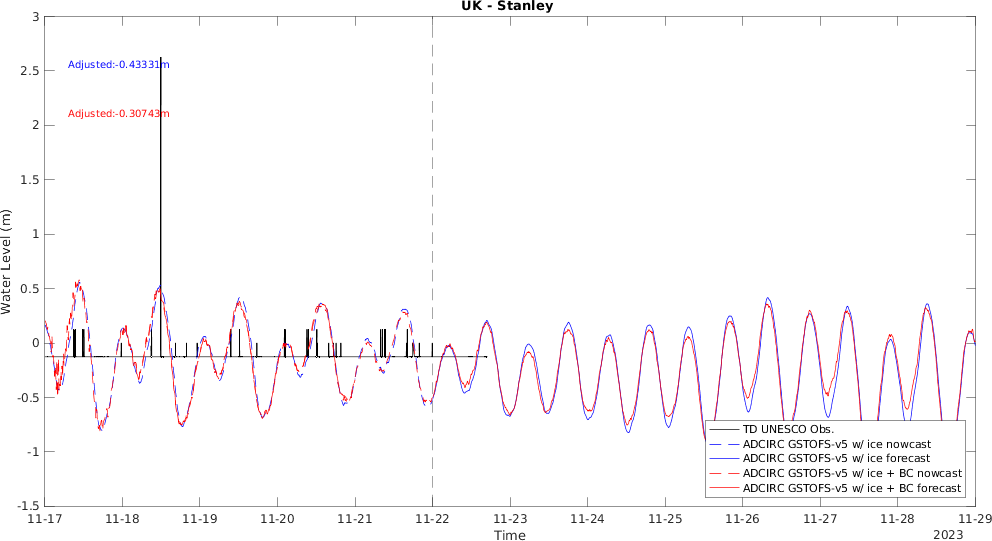 UK - Stanley
3
2.5
2
1.5
1
0.5
0
-0.5
-1
-1.5
Water Level (m)
Adjusted:-0.43331m
Adjusted:-0.30743m
TD UNESCO Obs.
ADCIRC GSTOFS-v5 w/ ice nowcast
ADCIRC GSTOFS-v5 w/ ice forecast
ADCIRC GSTOFS-v5 w/ ice + BC nowcast
ADCIRC GSTOFS-v5 w/ ice + BC forecast
11-17 11-18 11-19 11-20 11-21 11-22 11-23 11-24 11-25 11-26 11-27 11-28 11-29
Time
2023